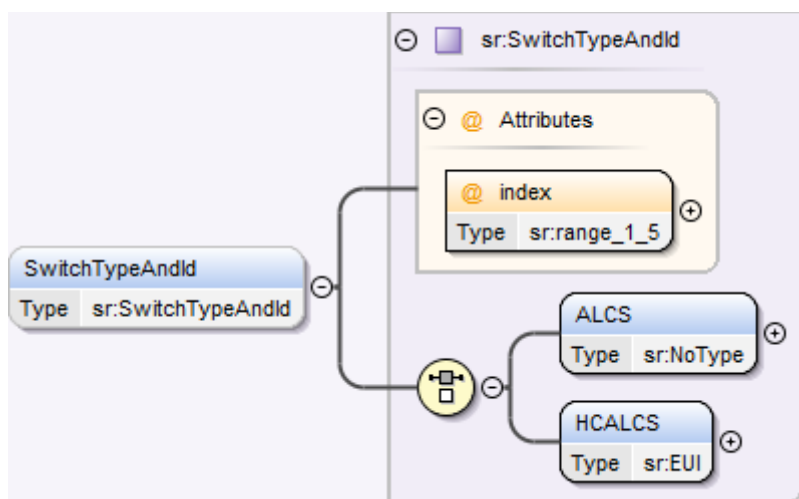 sr:SwitchTypeAndId
@ Attributes
@ index
Type sr:range_1_5
SwitchTypeAndId
Type sr:SwitchTypeAndId
ALCS
Type sr:NoType
HCALCS
Type sr:EUI